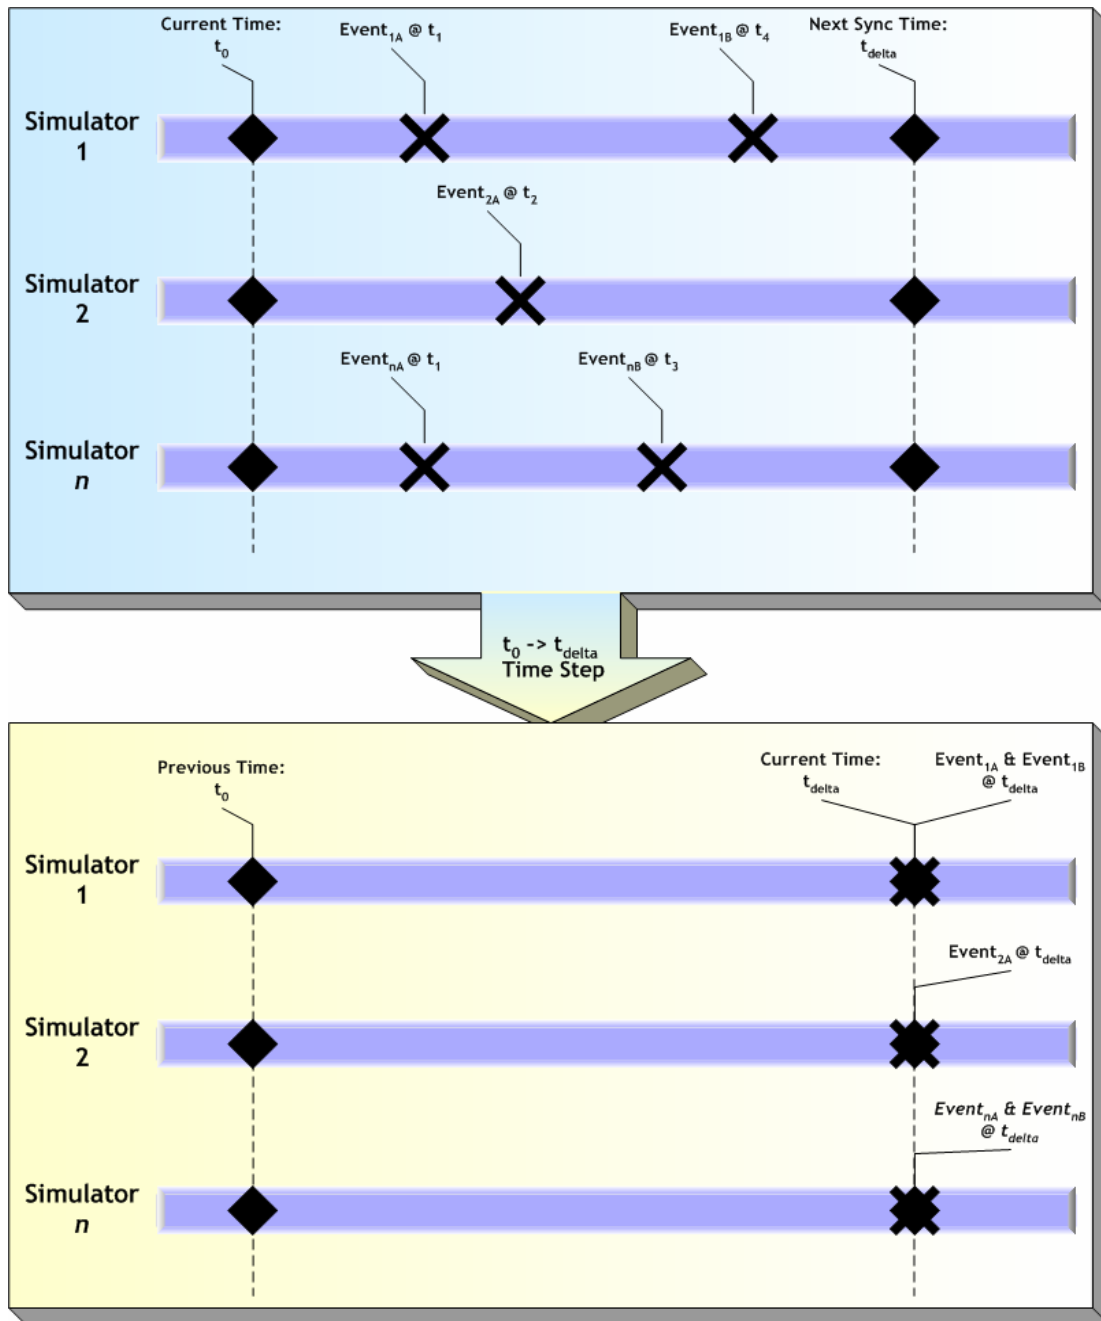 Current Time:
t0
Event1A @ t1
Event1B @ t4
Next Sync Time:
tdelta
Simulator
1
Event2A @ t2
Simulator
2
EventnA @ t1
EventnB @ t3
Simulator
n
t0 -> tdelta
Time Step
Previous Time:
t0
Current Time:
tdelta
Event1A & Event1B
@ tdelta
Simulator
1
Event2A @ tdelta
Simulator
2
EventnA & EventnB
@ tdelta
Simulator
n